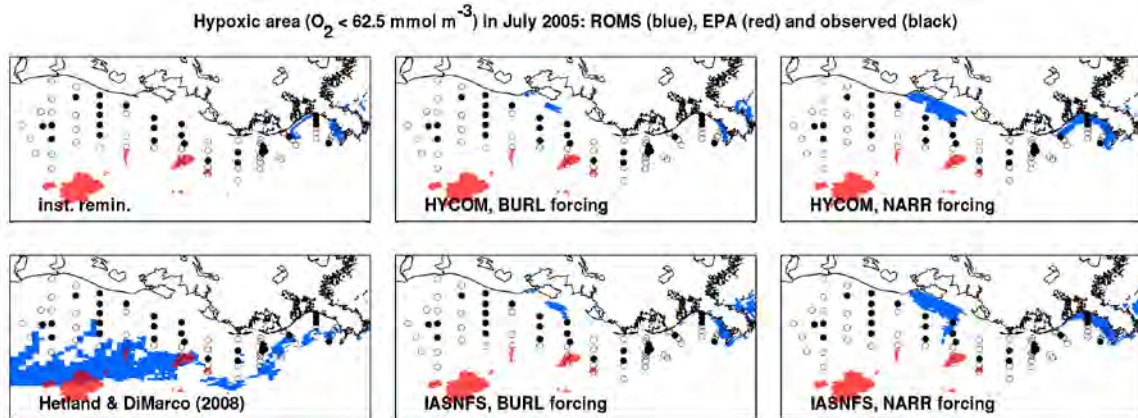 Hypoxic area (O₂ < 62.5 mmol m⁻³) in July 2005: ROMS (blue), EPA (red) and observed (black)
inst. remin.
HYCOM, BURL forcing
HYCOM, NARR forcing
Hetland & DiMarco (2008)
IASNFS, BURL forcing
IASNFS, NARR forcing